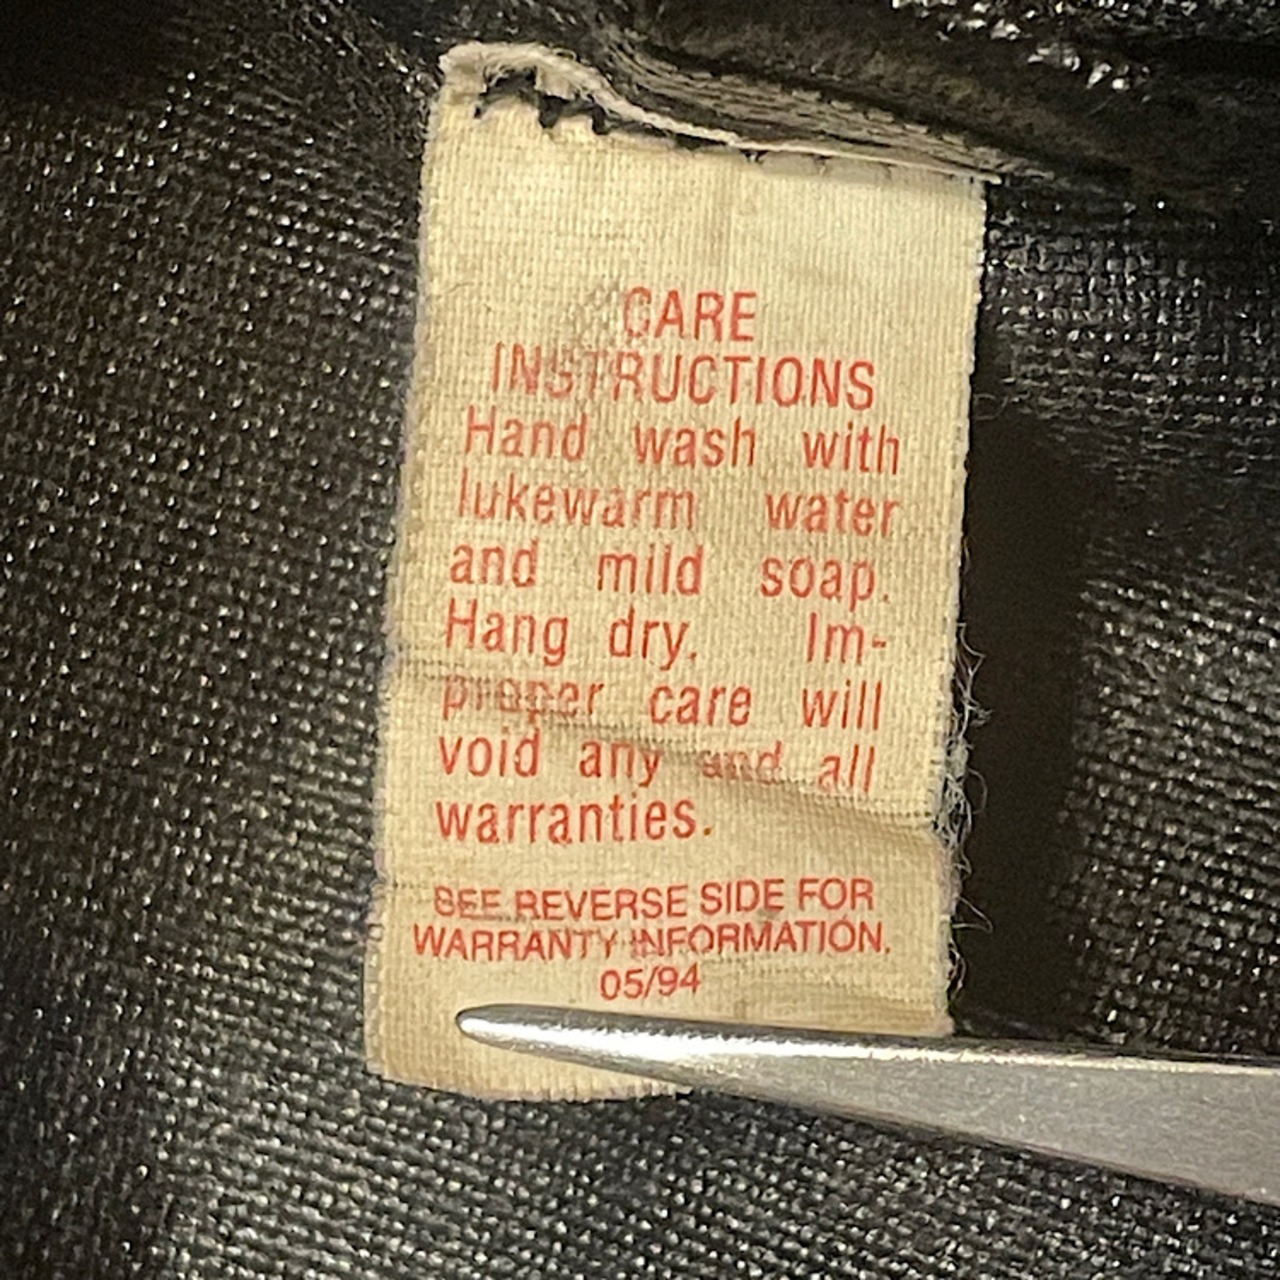 CARE
INSTRUCTIONS
Hand wash with
lukewarm water
and mild soap.
Hang dry. Im-
proper care will
void any and all
warranties.
SEE REVERSE SIDE FOR
WARRANTY INFORMATION.
05/94